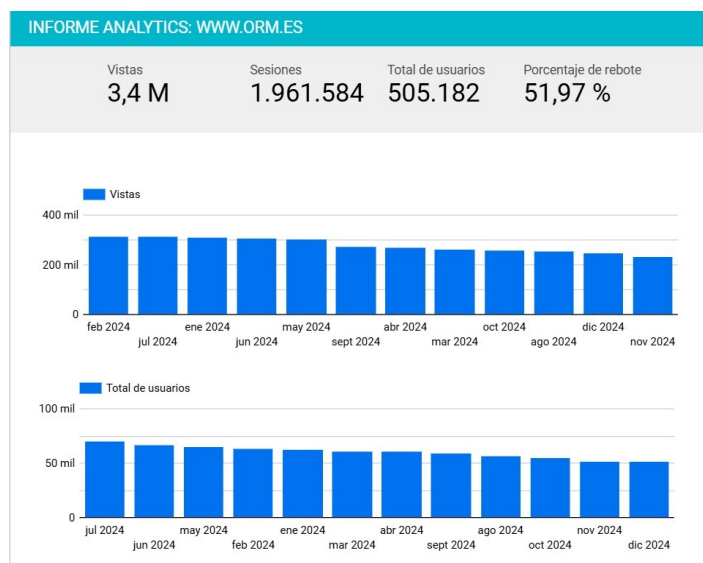 INFORME ANALYTICS: WWW.ORM.ES
Vistas Sesiones Total de usuarios Porcentaje de rebote
3,4 M 1.961.584 505.182 51,97 %
Vistas
400 mil
200 mil
0
feb 2024 ene 2024 may 2024 abr 2024 oct 2024 dic 2024
jul 2024 jun 2024 sept 2024 mar 2024 ago 2024 nov 2024
Total de usuarios
100 mil
50 mil
0
jul 2024 may 2024 ene 2024 abr 2024 ago 2024 nov 2024
jun 2024 feb 2024 mar 2024 sept 2024 oct 2024 dic 2024